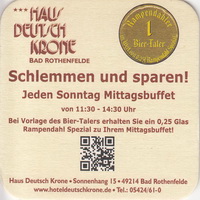 *** HAUS
DEUTSCH
KRONE
BAD ROTHENFELDE
1
Bier-Taler
Schlemmen und sparen!
Jeden Sonntag Mittagsbuffet
von 11:30 - 14:30 Uhr
Bei Vorlage des Bier-Talers erhalten Sie ein 0,25 Glas
Rampendahl Spezial zu Ihrem Mittagsbuffet!
Haus Deutsch Krone • Sonnenhang 15 • 49214 Bad Rothenfelde
www.hoteldeutschkrone.de • Tel.: 05424/61-0